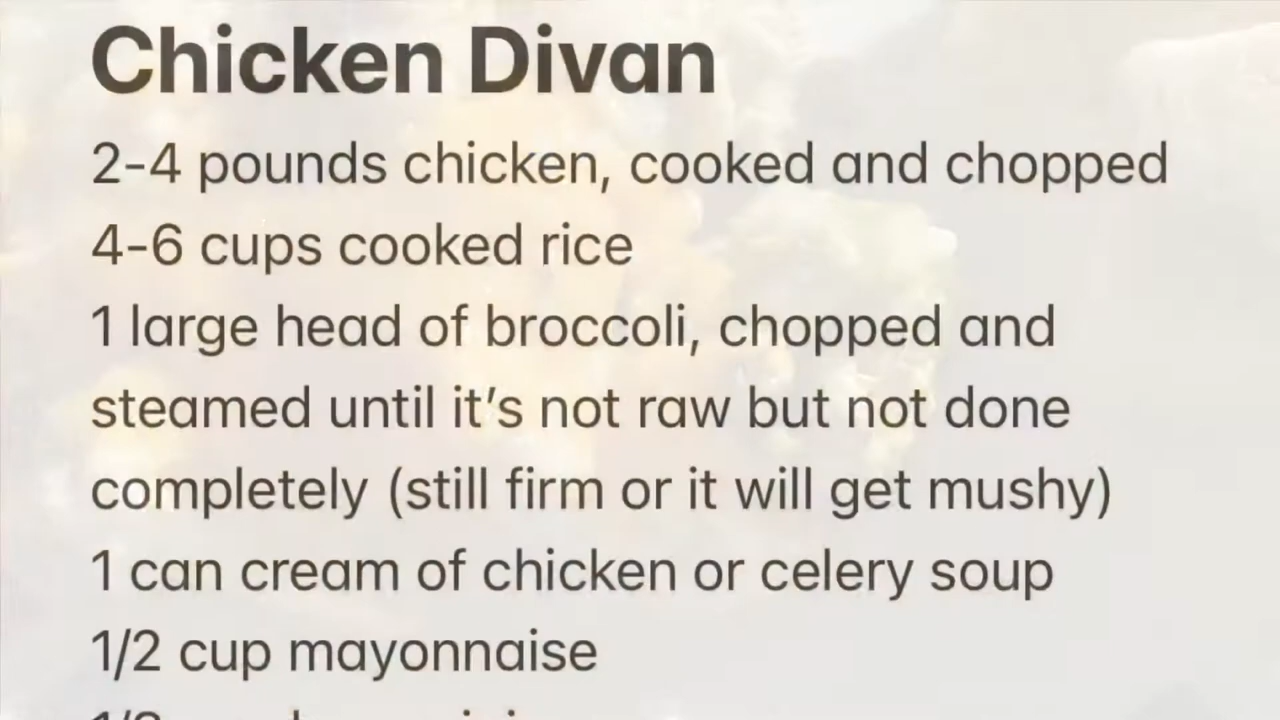 Chicken Divan
2-4 pounds chicken, cooked and chopped
4-6 cups cooked rice
1 large head of broccoli, chopped and
steamed until it’s not raw but not done
completely (still firm or it will get mushy)
1 can cream of chicken or celery soup
1/2 cup mayonnaise